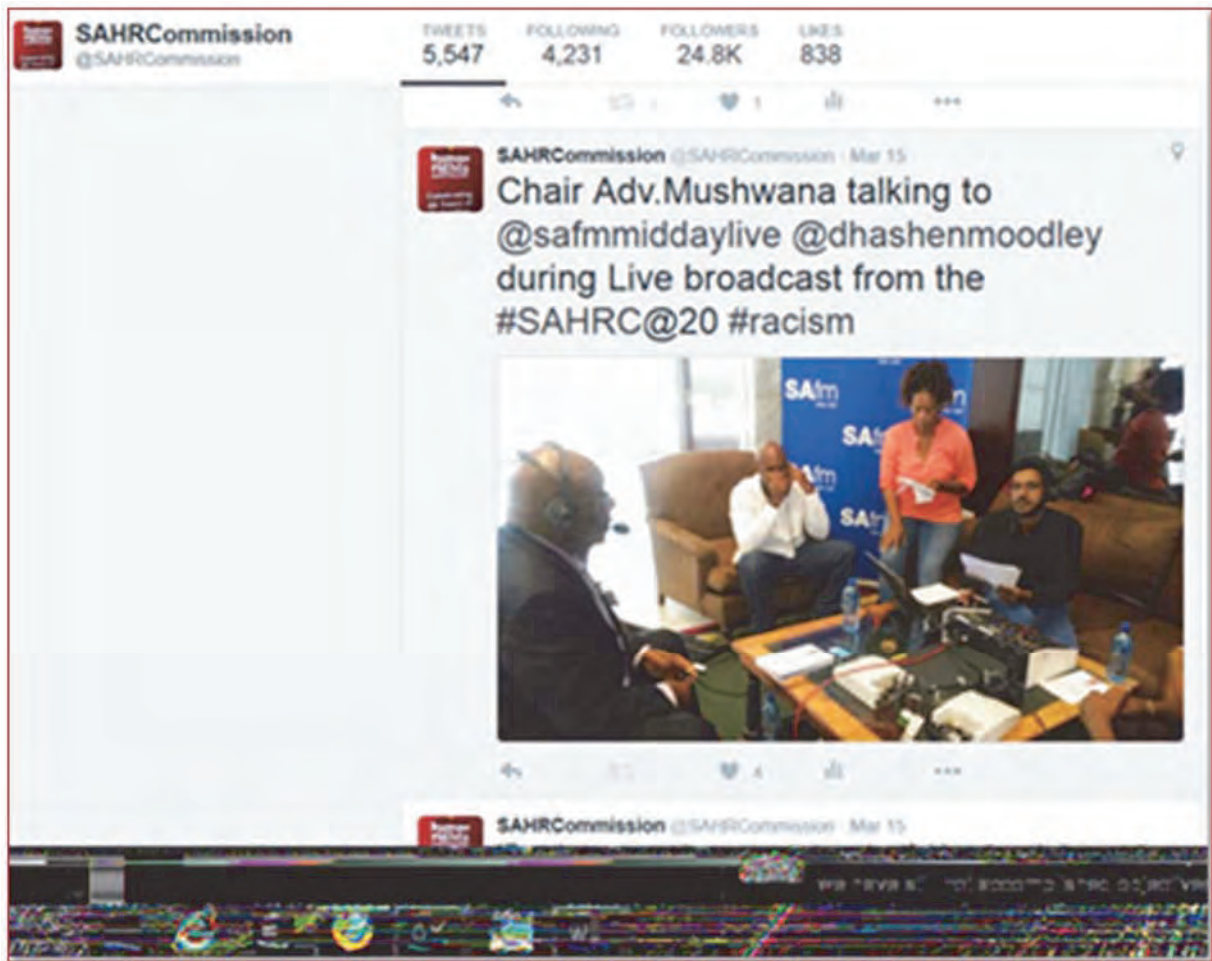 SAHRCommission
@SAHRCommission
TWEETS FOLLOWING FOLLOWERS LIKES
5,547 4,231 24.8K 838
1
SAHRCommission @SAHRCommission · Mar 15
Chair Adv.Mushwana talking to
@safmmiddaylive @dhashenmoodley
during Live broadcast from the
#SAHRC@20 #racism
SAfm
SAfm
SAfm
4
SAHRCommission @SAHRCommission · Mar 15